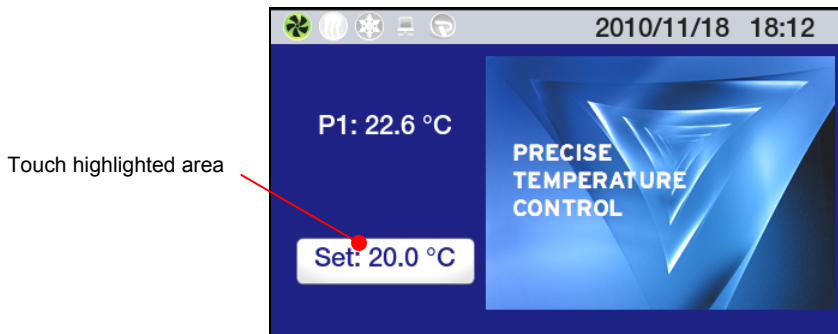 2010/11/18 18:12
P1: 22.6 °C
PRECISE
TEMPERATURE
CONTROL
Touch highlighted area
Set: 20.0 °C